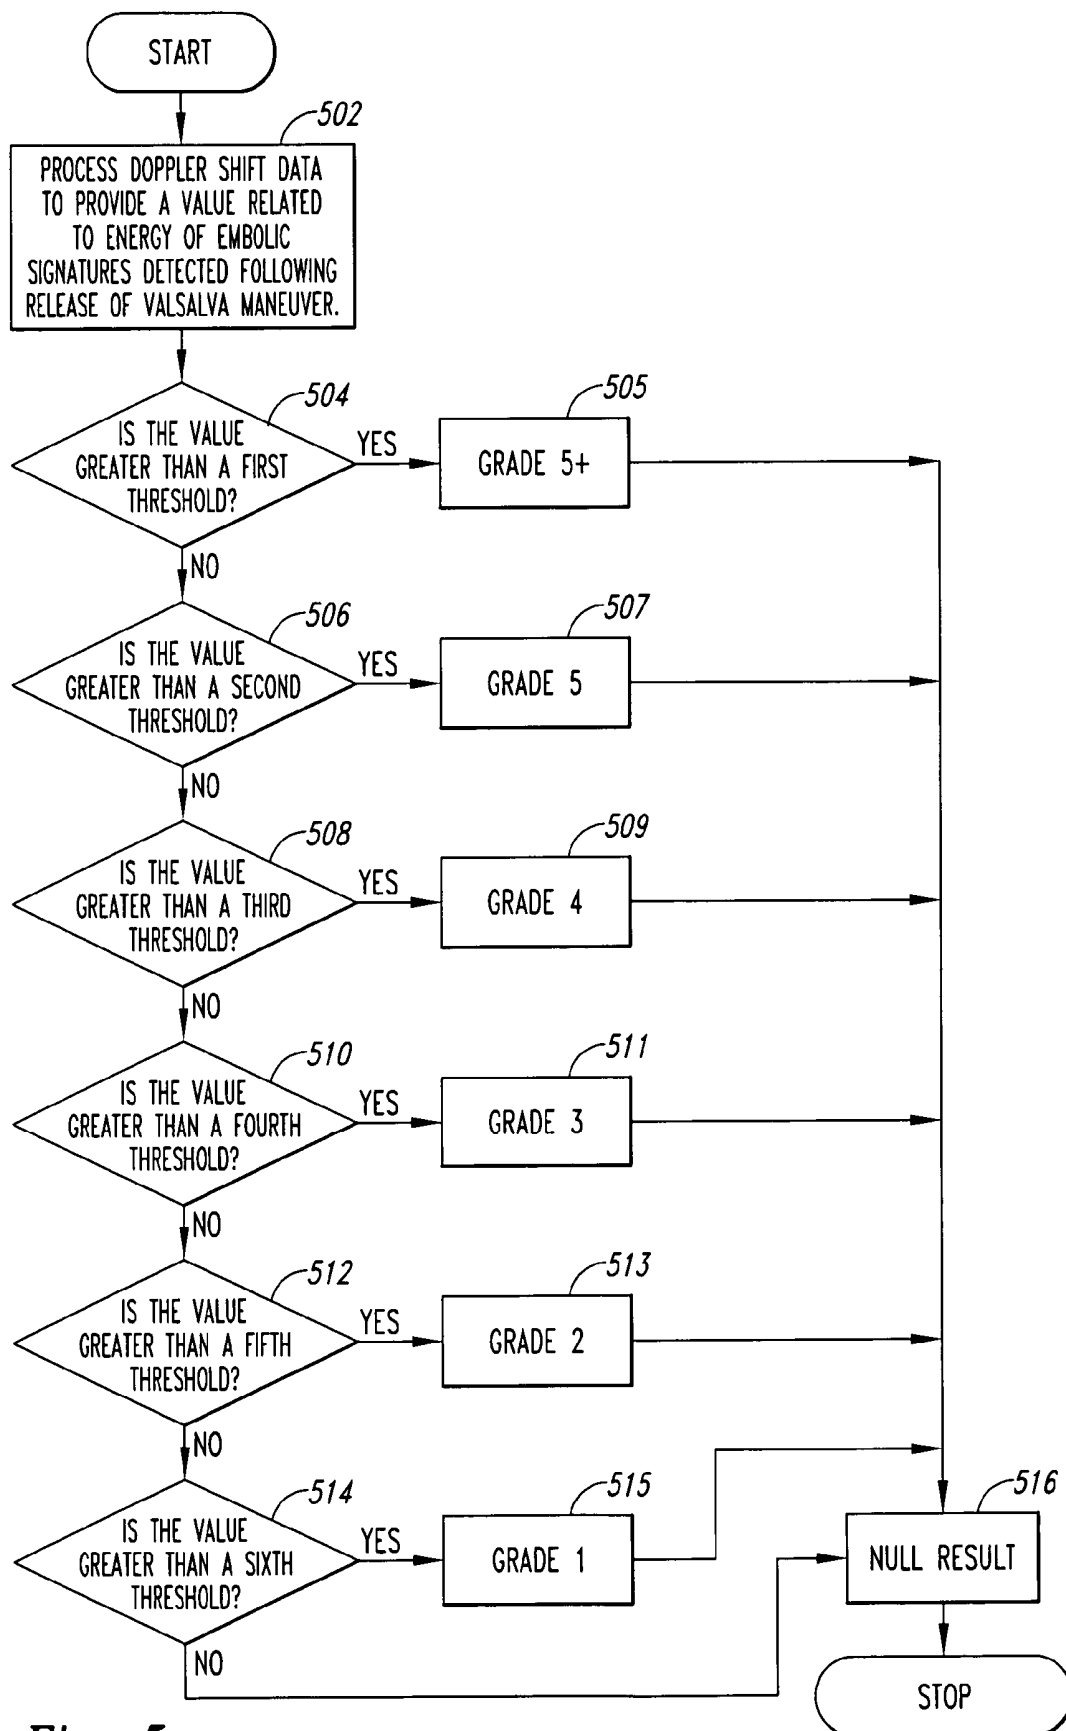 START
502
PROCESS DOPPLER SHIFT DATA
TO PROVIDE A VALUE RELATED
TO ENERGY OF EMBOLIC
SIGNATURES DETECTED FOLLOWING
RELEASE OF VALSALVA MANEUVER.
504
IS THE VALUE
GREATER THAN A FIRST
THRESHOLD?
YES
505
GRADE 5+
NO
506
IS THE VALUE
GREATER THAN A SECOND
THRESHOLD?
YES
507
GRADE 5
NO
508
IS THE VALUE
GREATER THAN A THIRD
THRESHOLD?
YES
509
GRADE 4
NO
510
IS THE VALUE
GREATER THAN A FOURTH
THRESHOLD?
YES
511
GRADE 3
NO
512
IS THE VALUE
GREATER THAN A FIFTH
THRESHOLD?
YES
513
GRADE 2
NO
514
IS THE VALUE
GREATER THAN A SIXTH
THRESHOLD?
YES
515
GRADE 1
516
NULL RESULT
NO
STOP